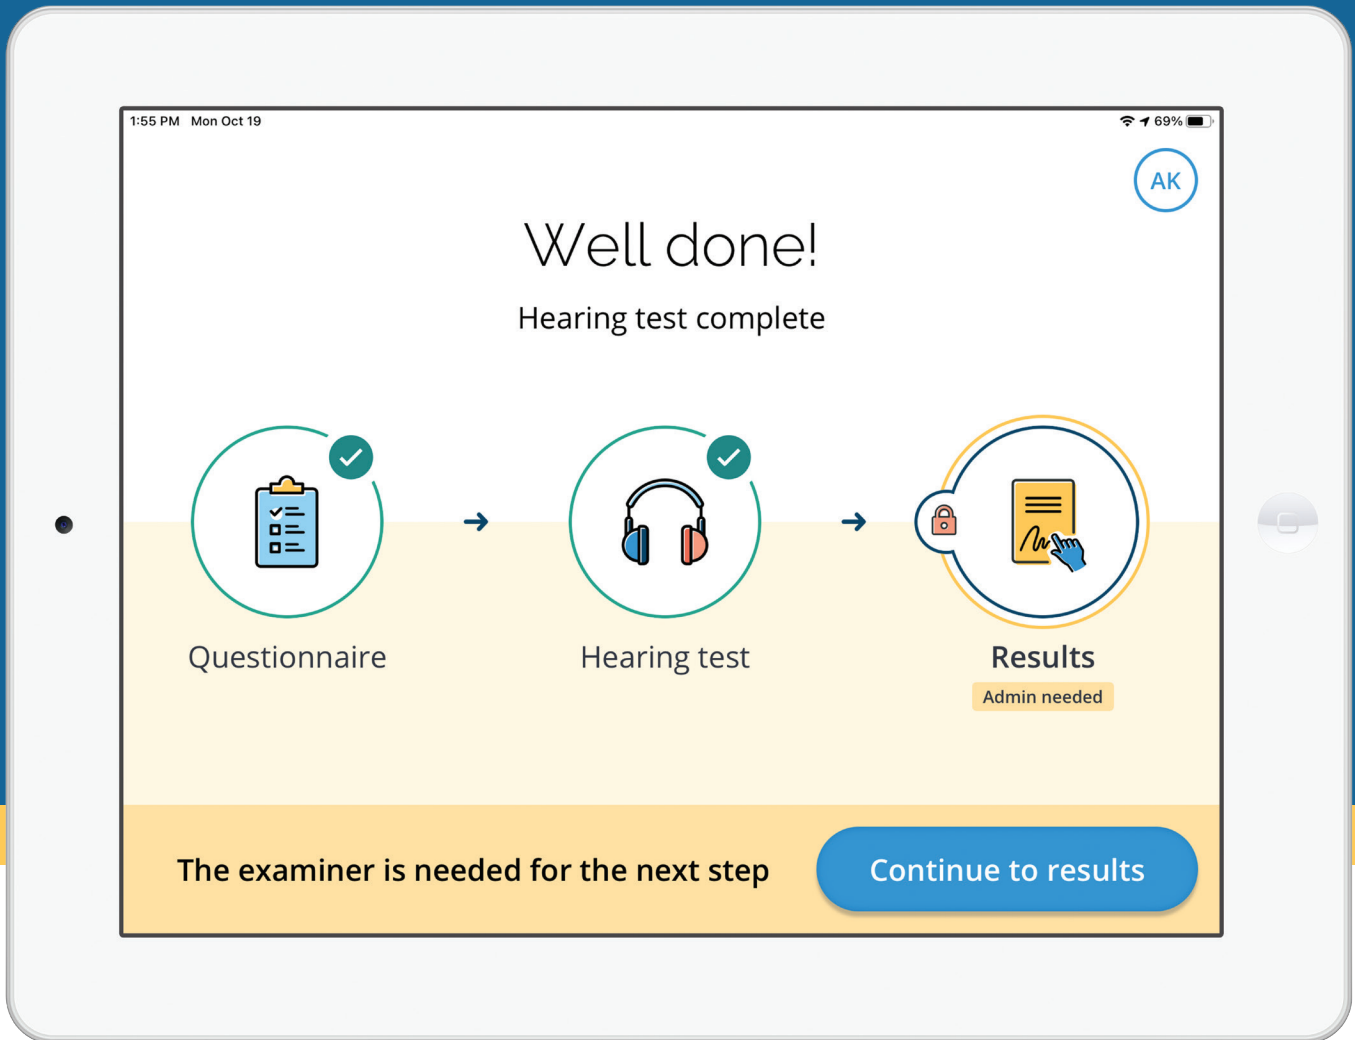 1:55 PM Mon Oct 19
69%
AK
Well done!
Hearing test complete
Questionnaire
Hearing test
Results
Admin needed
The examiner is needed for the next step
Continue to results